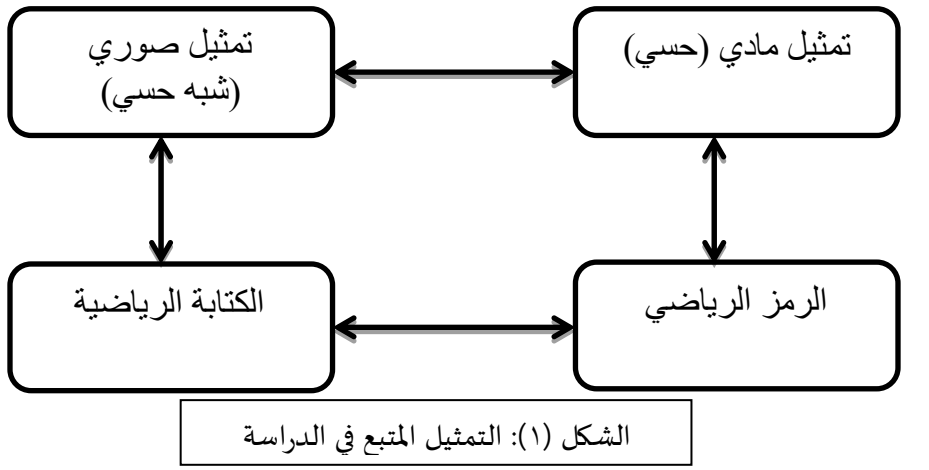 تمثيل مادي (حسي)
تمثيل صوري
(شبه حسي)
الرمز الرياضي
الكتابة الرياضية
الشكل (١): التمثيل المتبع في الدراسة